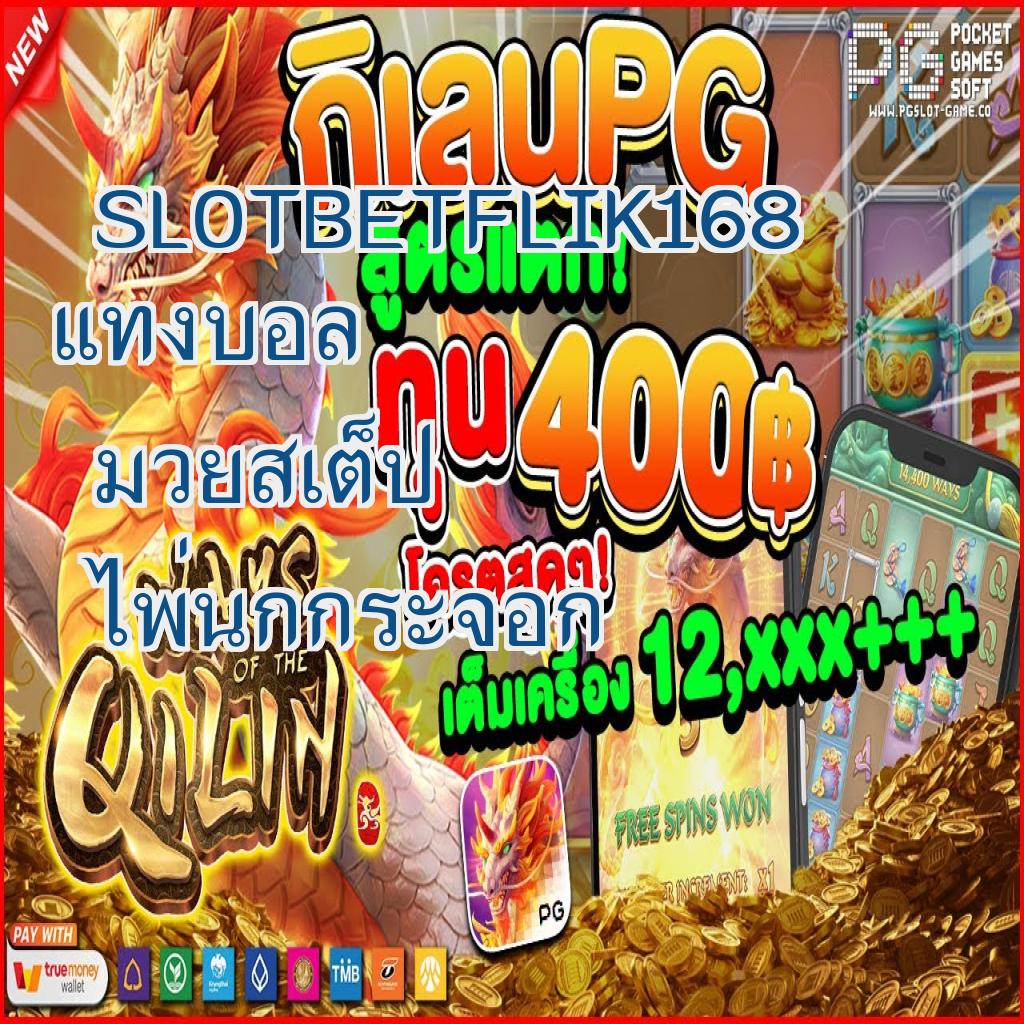 NEW
PG POCKET
GAMES
SOFT
WWW.PGSLOT-GAME.CO
กิเลนPG
SLOTBETFLIK168
สูตรแตก!
แทงบอล
ทุน 400฿
มวยสเต็ป
14,400 WAYS
โคตรสุดๆ!
ไพ่นกกระจอก
OF THE
QILIN
เต็มเครื่อง 12,xxx+++
FREE SPINS WON
INCREMENT: X1
PG
PAY WITH
truemoney
wallet
TMB